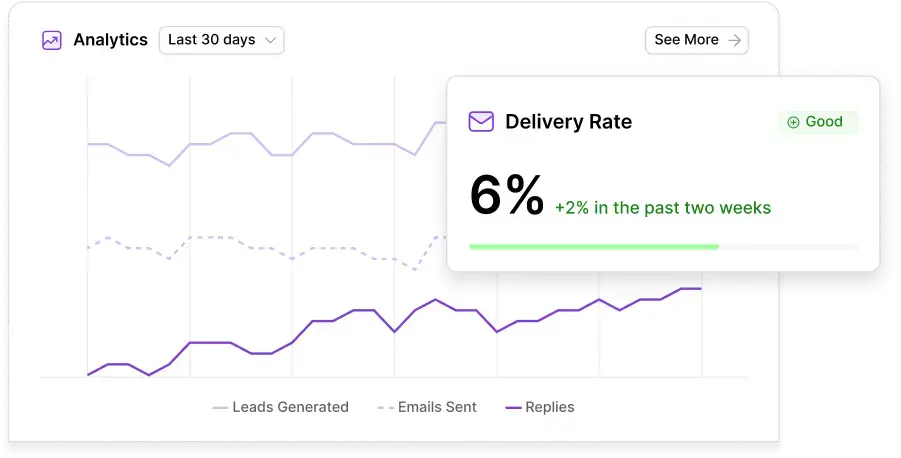 Analytics
Last 30 days
See More
Delivery Rate
Good
6% +2% in the past two weeks
Leads Generated
Emails Sent
Replies